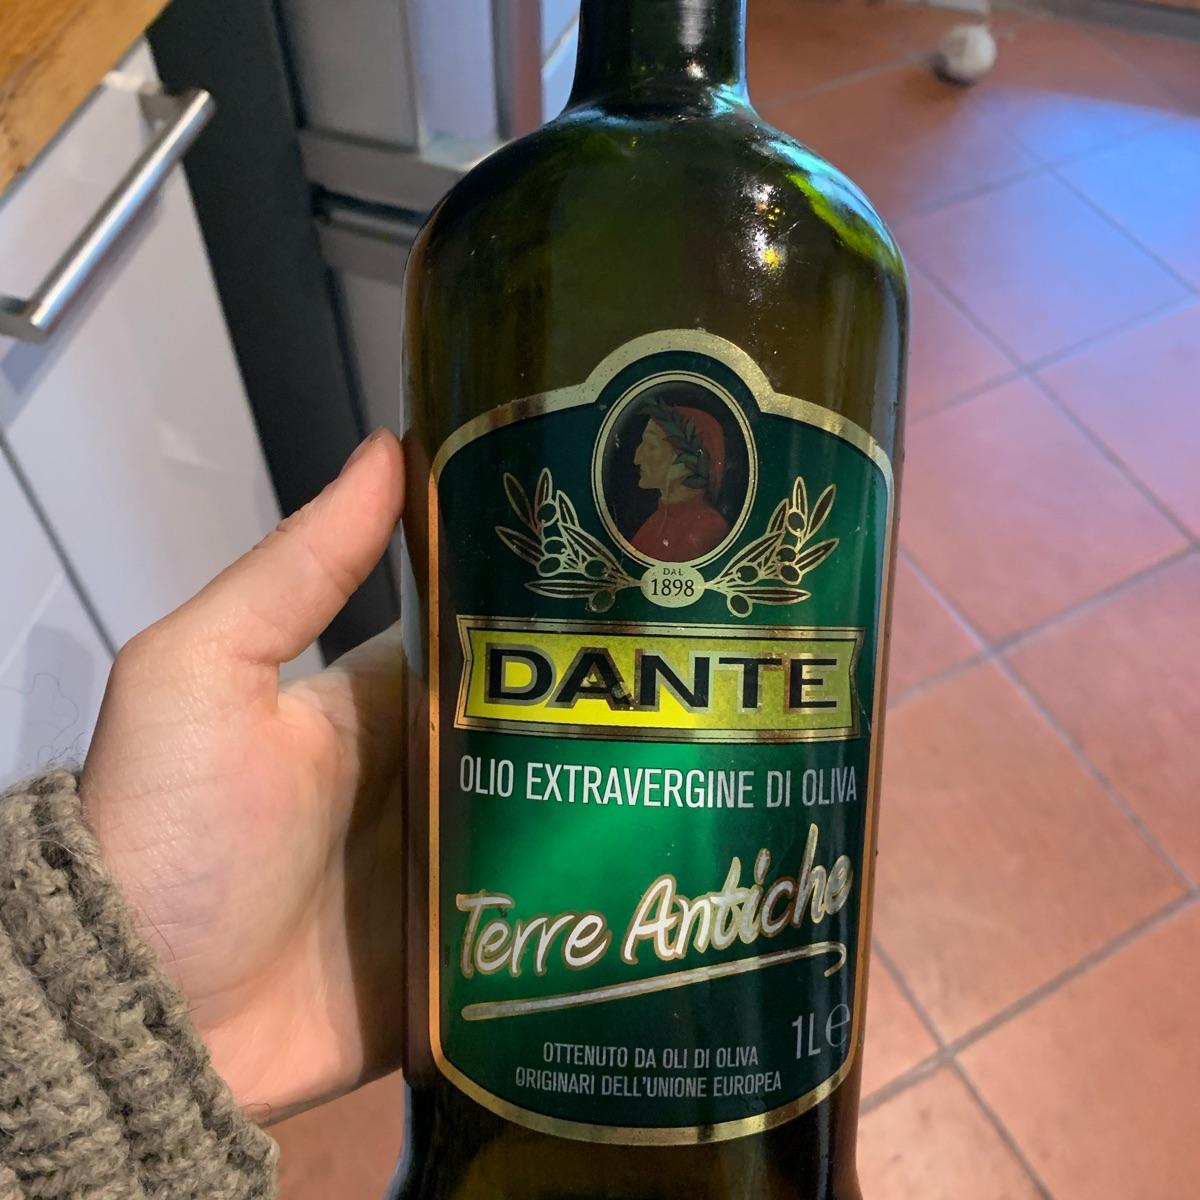 DAL
1898
DANTE
OLIO EXTRAVERGINE DI OLIVA
Terre Antiche
1L e
OTTENUTO DA OLI DI OLIVA
ORIGINARI DELL'UNIONE EUROPEA